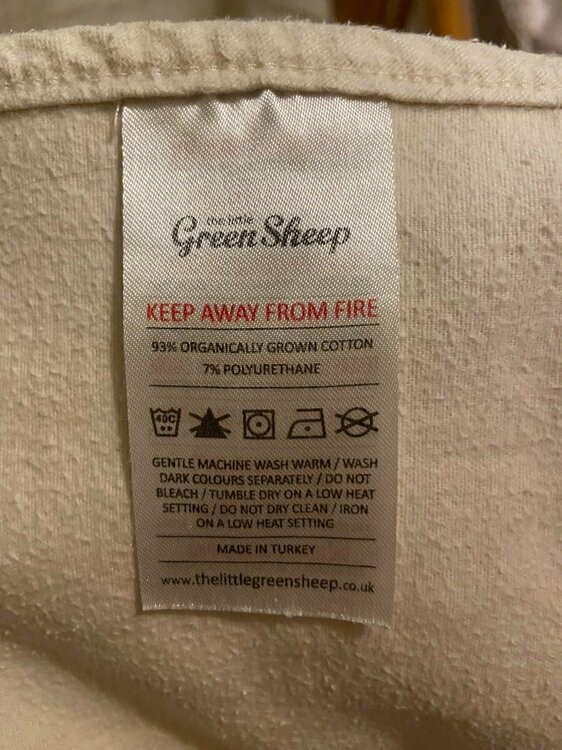 the little
Green Sheep
KEEP AWAY FROM FIRE
93% ORGANICALLY GROWN COTTON
7% POLYURETHANE
40C
GENTLE MACHINE WASH WARM / WASH
DARK COLOURS SEPARATELY / DO NOT
BLEACH / TUMBLE DRY ON A LOW HEAT
SETTING / DO NOT DRY CLEAN / IRON
ON A LOW HEAT SETTING
MADE IN TURKEY
www.thelittlegreensheep.co.uk